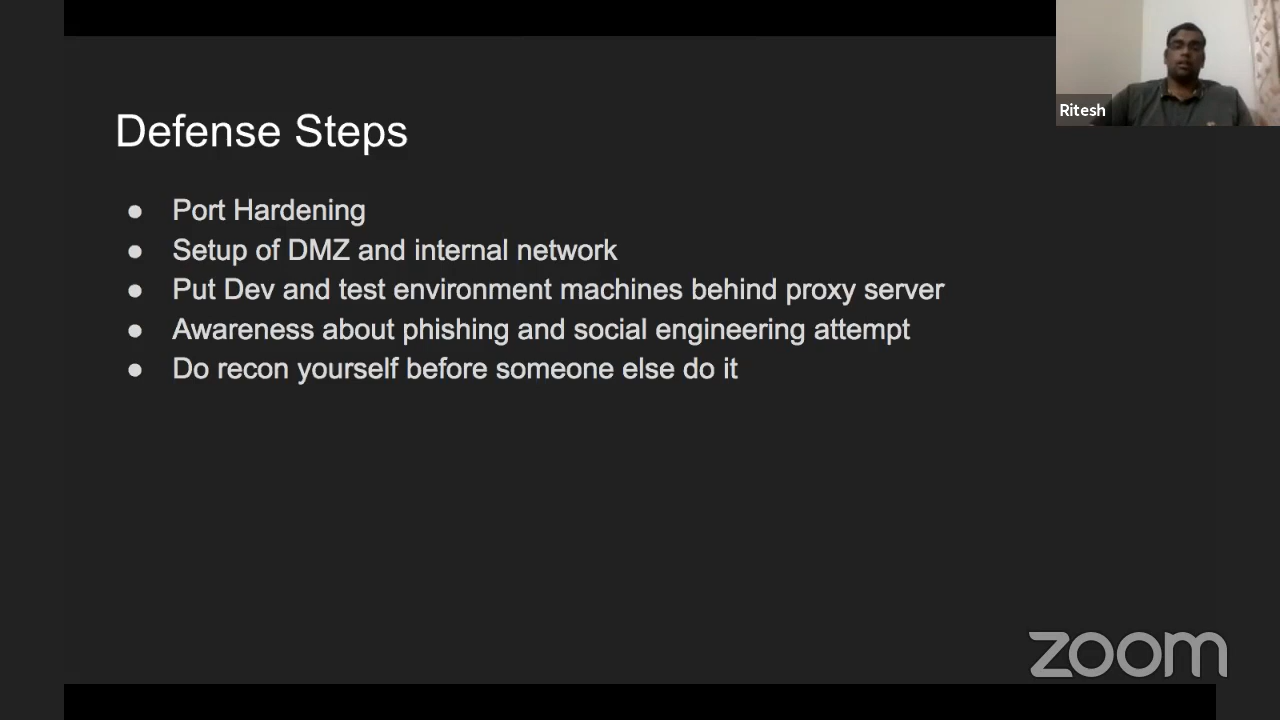 Ritesh
Defense Steps
● Port Hardening
● Setup of DMZ and internal network
● Put Dev and test environment machines behind proxy server
● Awareness about phishing and social engineering attempt
● Do recon yourself before someone else do it
zoom